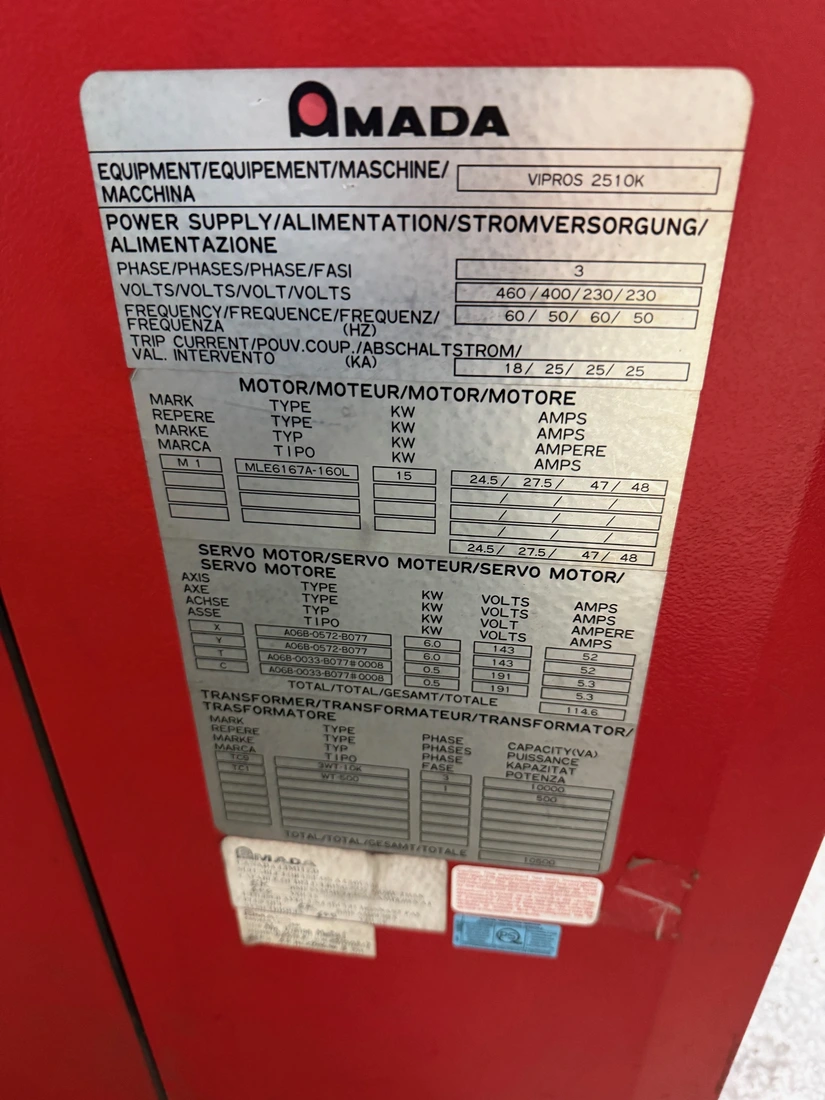 AMADA
EQUIPMENT/EQUIPEMENT/MASCHINE/
MACCHINA
VIPROS 2510K
POWER SUPPLY/ALIMENTATION/STROMVERSORGUNG/
ALIMENTAZIONE
PHASE/PHASES/PHASE/FASI 3
VOLTS/VOLTS/VOLT/VOLTS 460/400/230/230
FREQUENCY/FREQUENCE/FREQUENZ/
FREQUENZA (HZ) 60/ 50/ 60/ 50
TRIP CURRENT/POUV.COUP./ABSCHALTSTROM/
VAL. INTERVENTO (KA) 18/ 25/ 25/ 25
MOTOR/MOTEUR/MOTOR/MOTORE
MARK TYPE KW AMPS
REPERE TYPE KW AMPS
MARKE TYP KW AMPERE
MARCA TIPO KW AMPS
M 1 MLE6167A-160L 15 24.5/ 27.5/ 47/ 48
/ / /
/ / /
/ / /
24.5/ 27.5/ 47/ 48
SERVO MOTOR/SERVO MOTEUR/SERVO MOTOR/
SERVO MOTORE
AXIS TYPE KW VOLTS AMPS
AXE TYPE KW VOLTS AMPS
ACHSE TYP KW VOLT AMPERE
ASSE TIPO KW VOLTS AMPS
X A06B-0572-B077 6.0 143 52
Y A06B-0572-B077 6.0 143 52
T A06B-0033-B077#0008 0.5 191 5.3
C A06B-0033-B077#0008 0.5 191 5.3
TOTAL/TOTAL/GESAMT/TOTALE 114.6
TRANSFORMER/TRANSFORMATEUR/TRANSFORMATOR/
TRASFORMATORE
MARK TYPE PHASE CAPACITY(VA)
REPERE TYPE PHASES PUISSANCE
MARKE TYP PHASE KAPAZITAT
MARCA TIPO FASE POTENZA
TC0 3WT-10K 3 10000
TC1 WT-500 1 500
TOTAL/TOTAL/GESAMT/TOTALE 10500
AMADA